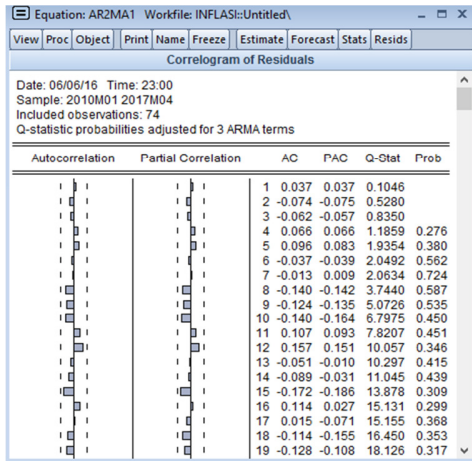 Equation: AR2MA1 Workfile: INFLASI::Untitled\
View Proc Object Print Name Freeze Estimate Forecast Stats Resids
Correlogram of Residuals
Date: 06/06/16 Time: 23:00
Sample: 2010M01 2017M04
Included observations: 74
Q-statistic probabilities adjusted for 3 ARMA terms
Autocorrelation Partial Correlation AC PAC Q-Stat Prob
1 0.037 0.037 0.1046
2 -0.074 -0.075 0.5280
3 -0.062 -0.057 0.8350
4 0.066 0.066 1.1859 0.276
5 0.096 0.083 1.9354 0.380
6 -0.037 -0.039 2.0492 0.562
7 -0.013 0.009 2.0634 0.724
8 -0.140 -0.142 3.7440 0.587
9 -0.124 -0.135 5.0726 0.535
10 -0.140 -0.164 6.7975 0.450
11 0.107 0.093 7.8207 0.451
12 0.157 0.151 10.057 0.346
13 -0.051 -0.010 10.297 0.415
14 -0.089 -0.031 11.045 0.439
15 -0.172 -0.186 13.878 0.309
16 0.114 0.027 15.131 0.299
17 0.015 -0.071 15.155 0.368
18 -0.114 -0.155 16.450 0.353
19 -0.128 -0.108 18.126 0.317